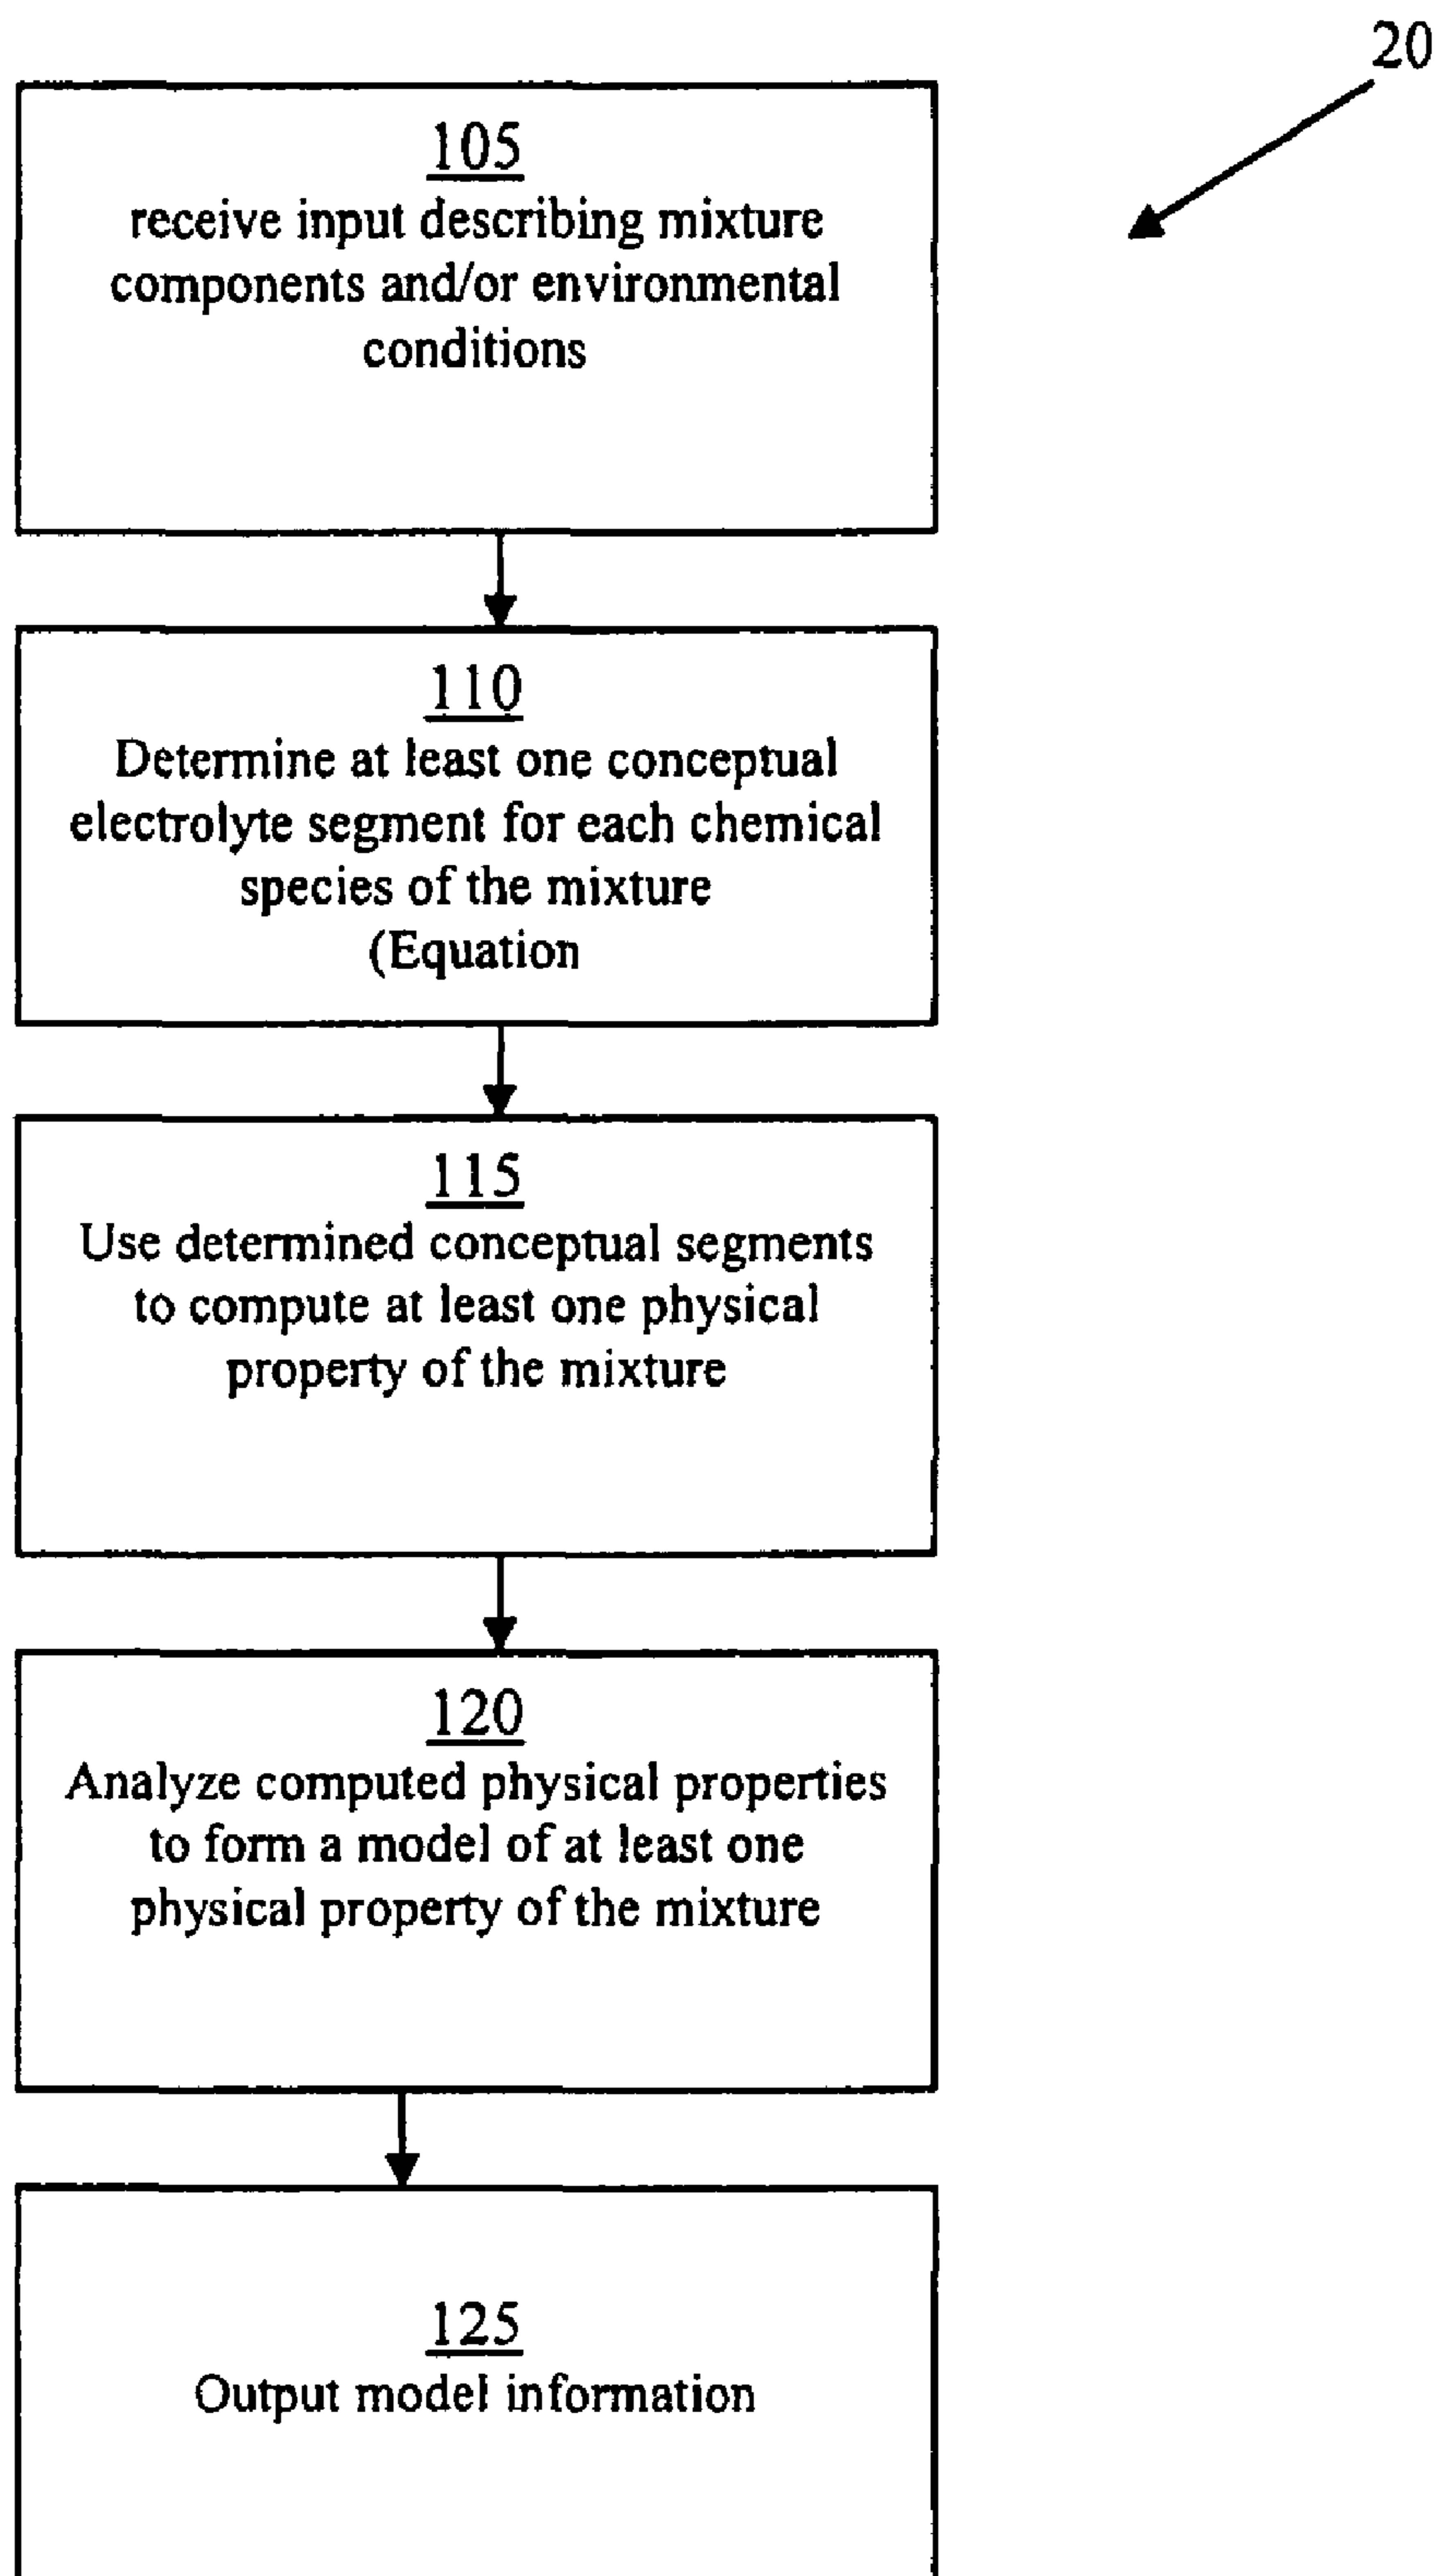 20
105
receive input describing mixture
components and/or environmental
conditions
110
Determine at least one conceptual
electrolyte segment for each chemical
species of the mixture
(Equation
115
Use determined conceptual segments
to compute at least one physical
property of the mixture
120
Analyze computed physical properties
to form a model of at least one
physical property of the mixture
125
Output model information